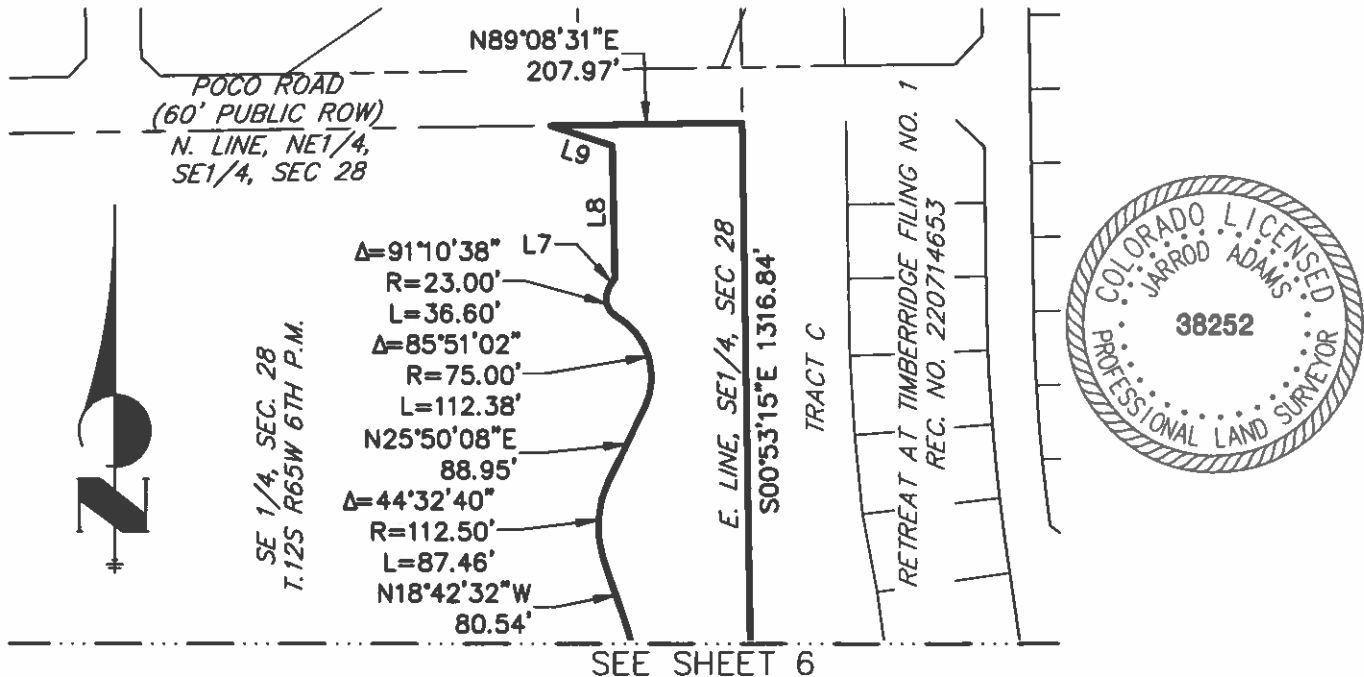 N89°08'31"E
207.97'
POCO ROAD
(60' PUBLIC ROW)
N. LINE, NE1/4,
SE1/4, SEC 28
L9
L8
L7
Δ=91°10'38"
R=23.00'
L=36.60'
Δ=85°51'02"
R=75.00'
L=112.38'
N25°50'08"E
88.95'
Δ=44°32'40"
R=112.50'
L=87.46'
N18°42'32"W
80.54'
SE 1/4, SEC. 28
T.12S R65W 6TH P.M.
N
E. LINE, SE1/4, SEC 28
S00°53'15"E 1316.84'
TRACT C
RETREAT AT TIMBERRIDGE FILING NO. 1
REC. NO. 220714653
COLORADO LICENSED
JARROD ADAMS
38252
PROFESSIONAL LAND SURVEYOR
SEE SHEET 6